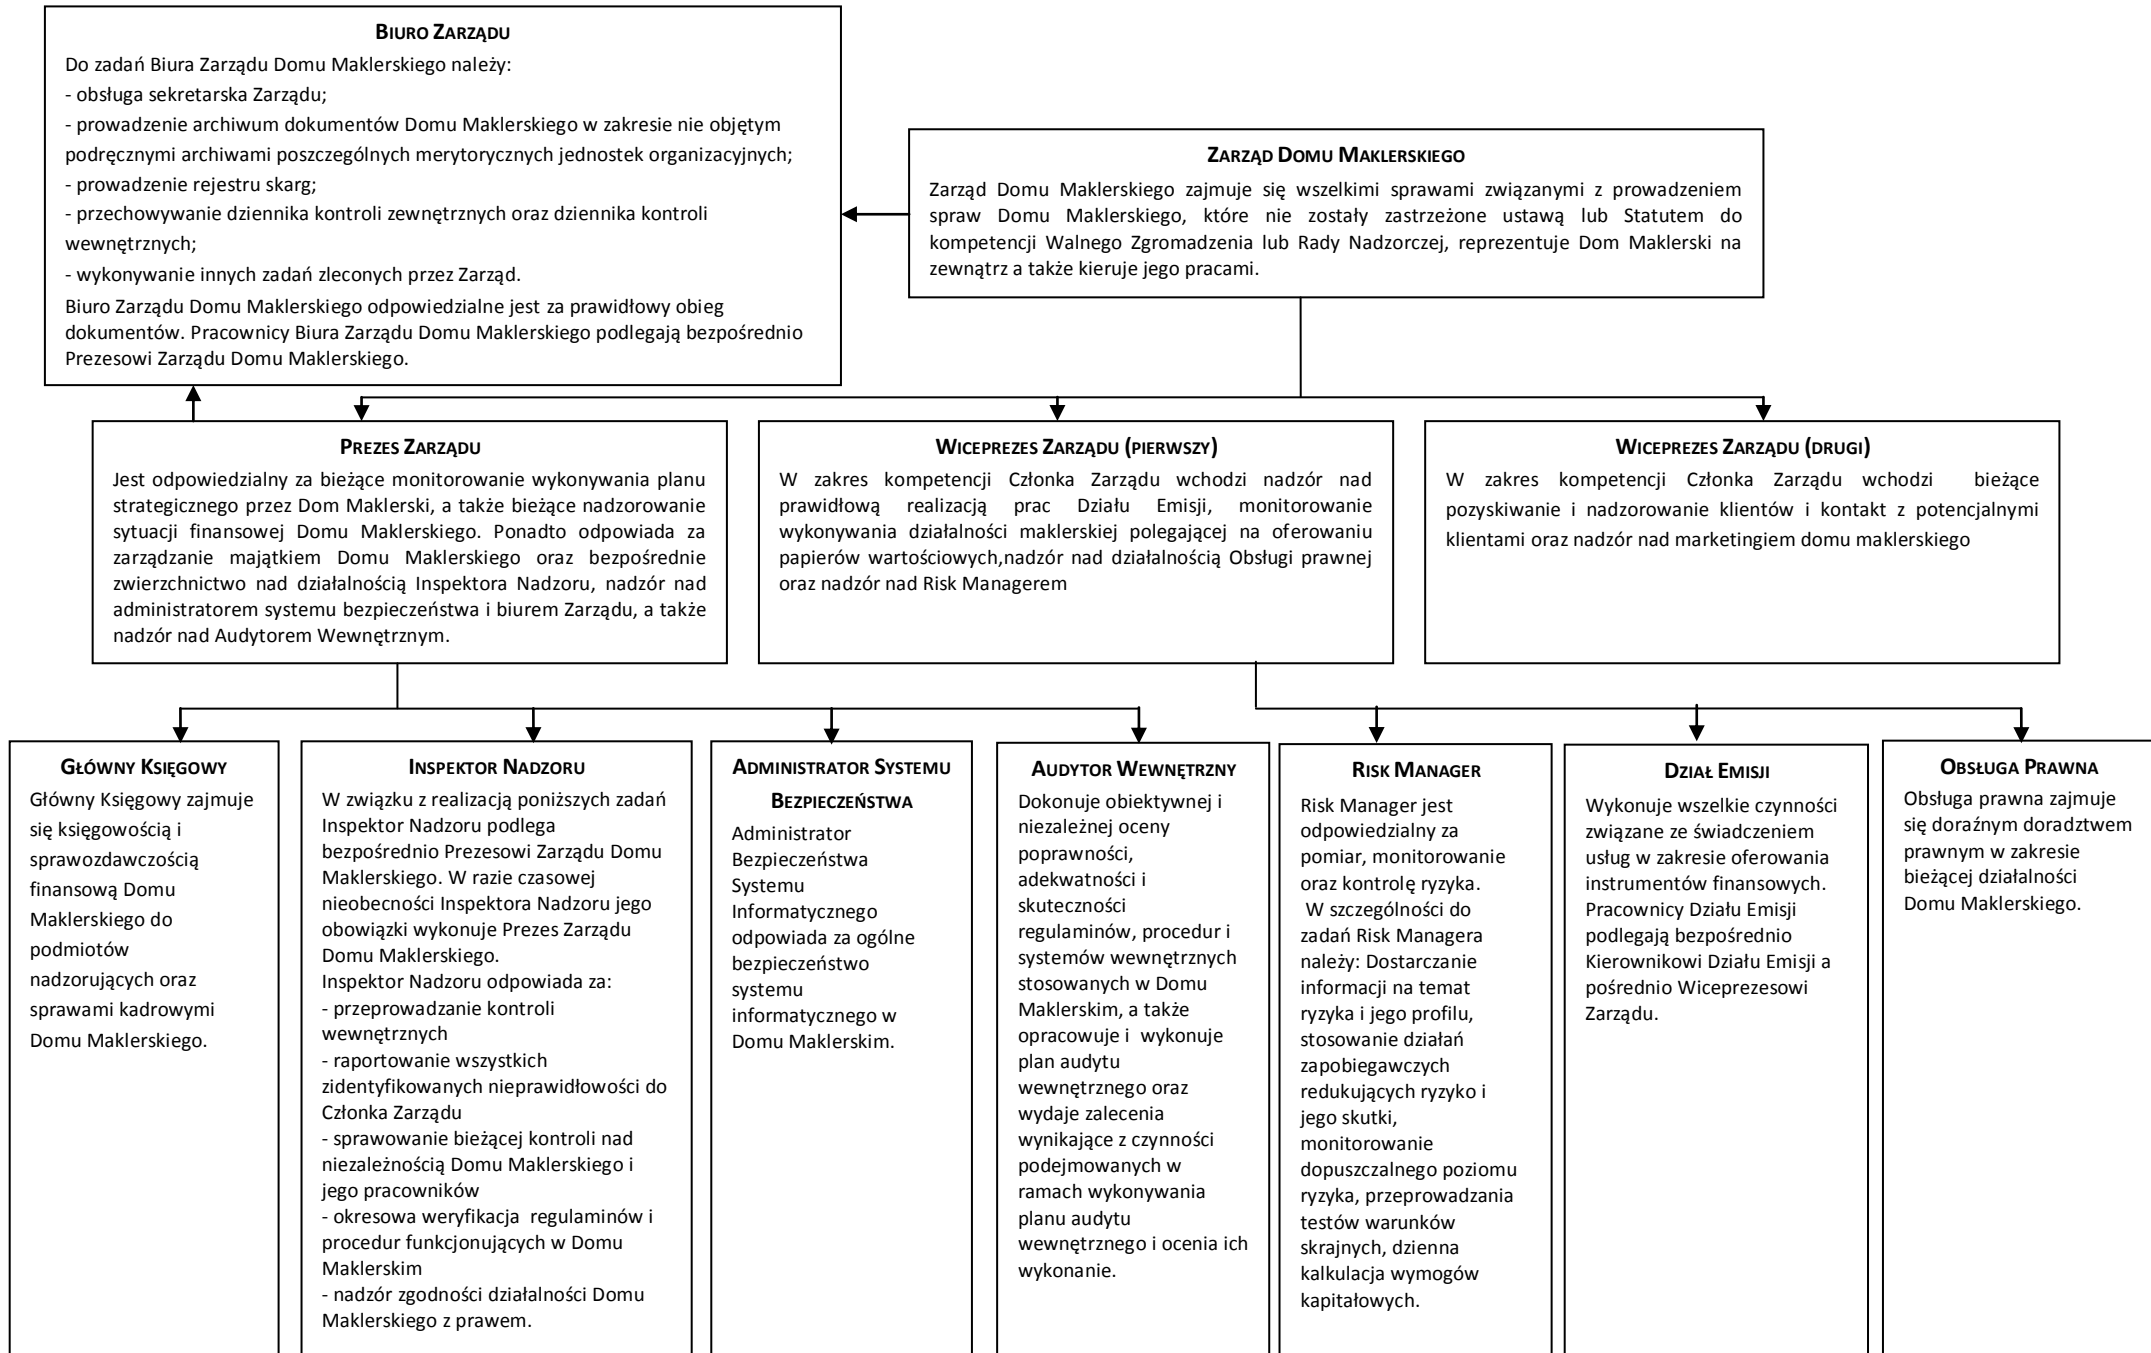 BIURO ZARZĄDU
Do zadań Biura Zarządu Domu Maklerskiego należy:
- obsługa sekretarska Zarządu;
- prowadzenie archiwum dokumentów Domu Maklerskiego w zakresie nie objętym
podręcznymi archiwami poszczególnych merytorycznych jednostek organizacyjnych;
- prowadzenie rejestru skarg;
- przechowywanie dziennika kontroli zewnętrznych oraz dziennika kontroli
wewnętrznych;
- wykonywanie innych zadań zleconych przez Zarząd.
Biuro Zarządu Domu Maklerskiego odpowiedzialne jest za prawidłowy obieg
dokumentów. Pracownicy Biura Zarządu Domu Maklerskiego podlegają bezpośrednio
Prezesowi Zarządu Domu Maklerskiego.
ZARZĄD DOMU MAKLERSKIEGO
Zarząd Domu Maklerskiego zajmuje się wszelkimi sprawami związanymi z prowadzeniem
spraw Domu Maklerskiego, które nie zostały zastrzeżone ustawą lub Statutem do
kompetencji Walnego Zgromadzenia lub Rady Nadzorczej, reprezentuje Dom Maklerski na
zewnątrz a także kieruje jego pracami.
PREZES ZARZĄDU
Jest odpowiedzialny za bieżące monitorowanie wykonywania planu
strategicznego przez Dom Maklerski, a także bieżące nadzorowanie
sytuacji finansowej Domu Maklerskiego. Ponadto odpowiada za
zarządzanie majątkiem Domu Maklerskiego oraz bezpośrednie
zwierzchnictwo nad działalnością Inspektora Nadzoru, nadzór nad
administratorem systemu bezpieczeństwa i biurem Zarządu, a także
nadzór nad Audytorem Wewnętrznym.
WICEPREZES ZARZĄDU (PIERWSZY)
W zakres kompetencji Członka Zarządu wchodzi nadzór nad
prawidłową realizacją prac Działu Emisji, monitorowanie
wykonywania działalności maklerskiej polegającej na oferowaniu
papierów wartościowych,nadzór nad działalnością Obsługi prawnej
oraz nadzór nad Risk Managerem
WICEPREZES ZARZĄDU (DRUGI)
W zakres kompetencji Członka Zarządu wchodzi bieżące
pozyskiwanie i nadzorowanie klientów i kontakt z potencjalnymi
klientami oraz nadzór nad marketingiem domu maklerskiego
GŁÓWNY KSIĘGOWY
Główny Księgowy zajmuje
się księgowością i
sprawozdawczością
finansową Domu
Maklerskiego do
podmiotów
nadzorujących oraz
sprawami kadrowymi
Domu Maklerskiego.
INSPEKTOR NADZORU
W związku z realizacją poniższych zadań
Inspektor Nadzoru podlega
bezpośrednio Prezesowi Zarządu Domu
Maklerskiego. W razie czasowej
nieobecności Inspektora Nadzoru jego
obowiązki wykonuje Prezes Zarządu
Domu Maklerskiego.
Inspektor Nadzoru odpowiada za:
- przeprowadzanie kontroli
wewnętrznych
- raportowanie wszystkich
zidentyfikowanych nieprawidłowości do
Członka Zarządu
- sprawowanie bieżącej kontroli nad
niezależnością Domu Maklerskiego i
jego pracowników
- okresowa weryfikacja regulaminów i
procedur funkcjonujących w Domu
Maklerskim
- nadzór zgodności działalności Domu
Maklerskiego z prawem.
ADMINISTRATOR SYSTEMU
BEZPIECZEŃSTWA
Administrator
Bezpieczeństwa
Systemu
Informatycznego
odpowiada za ogólne
bezpieczeństwo
systemu
informatycznego w
Domu Maklerskim.
AUDYTOR WEWNĘTRZNY
Dokonuje obiektywnej i
niezależnej oceny
poprawności,
adekwatności i
skuteczności
regulaminów, procedur i
systemów wewnętrznych
stosowanych w Domu
Maklerskim, a także
opracowuje i wykonuje
plan audytu
wewnętrznego oraz
wydaje zalecenia
wynikające z czynności
podejmowanych w
ramach wykonywania
planu audytu
wewnętrznego i ocenia ich
wykonanie.
RISK MANAGER
Risk Manager jest
odpowiedzialny za
pomiar, monitorowanie
oraz kontrolę ryzyka.
W szczególności do
zadań Risk Managera
należy: Dostarczanie
informacji na temat
ryzyka i jego profilu,
stosowanie działań
zapobiegawczych
redukujących ryzyko i
jego skutki,
monitorowanie
dopuszczalnego poziomu
ryzyka, przeprowadzania
testów warunków
skrajnych, dzienna
kalkulacja wymogów
kapitałowych.
DZIAŁ EMISJI
Wykonuje wszelkie czynności
związane ze świadczeniem
usług w zakresie oferowania
instrumentów finansowych.
Pracownicy Działu Emisji
podlegają bezpośrednio
Kierownikowi Działu Emisji a
pośrednio Wiceprezesowi
Zarządu.
OBSŁUGA PRAWNA
Obsługa prawna zajmuje
się doraźnym doradztwem
prawnym w zakresie
bieżącej działalności
Domu Maklerskiego.